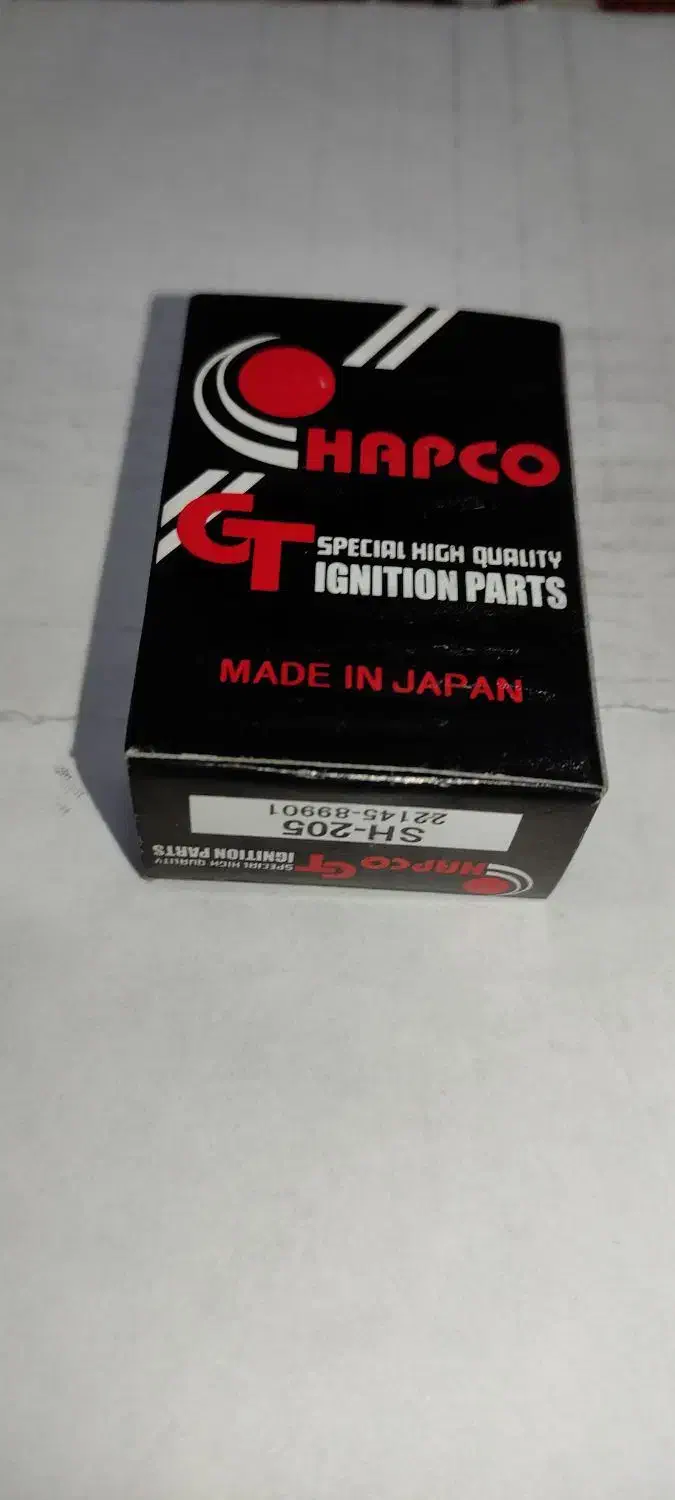 HAPCO
GT SPECIAL HIGH QUALITY
IGNITION PARTS
MADE IN JAPAN
SH-205
22145-89901
HAPCO GT SPECIAL HIGH QUALITY
IGNITION PARTS